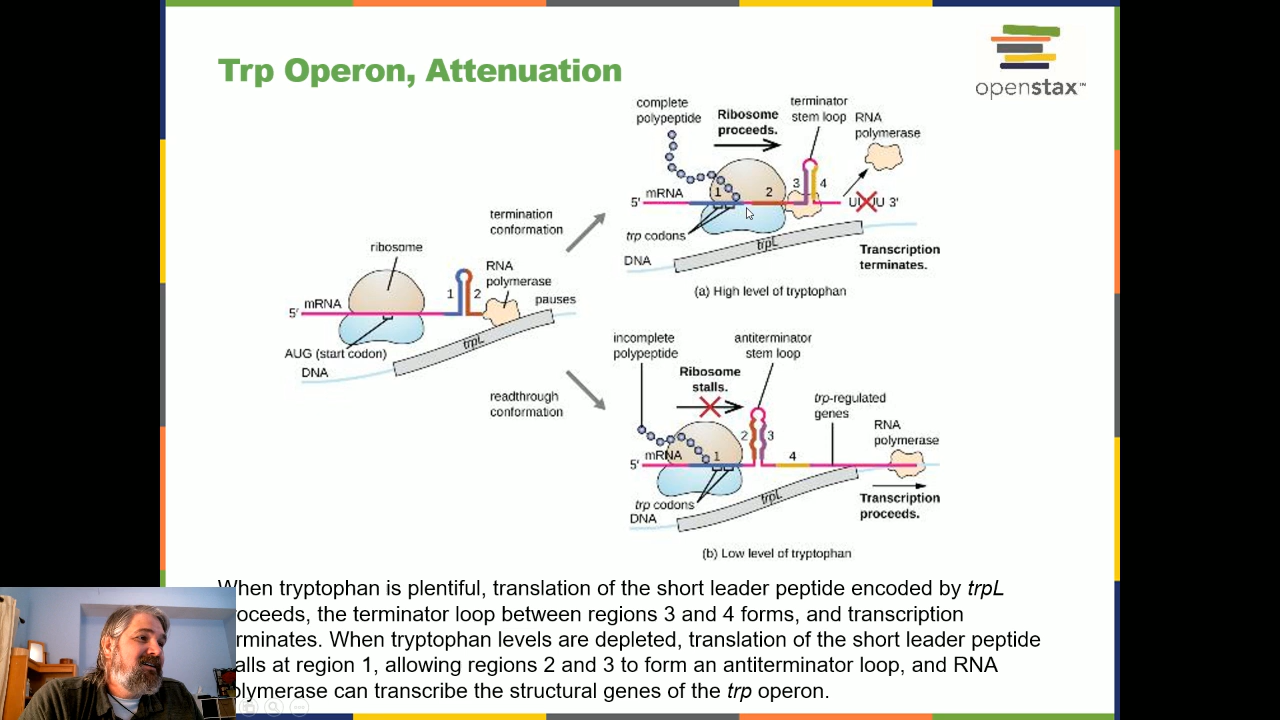 Trp Operon, Attenuation
openstax™
ribosome
RNA
polymerase
pauses
1
2
5′
mRNA
AUG (start codon)
DNA
trpL
termination
conformation
readthrough
conformation
complete
polypeptide
Ribosome
proceeds.
terminator
stem loop
RNA
polymerase
5′
mRNA
1
2
3
4
UUUU 3′
trp codons
DNA
trpL
Transcription
terminates.
(a) High level of tryptophan
incomplete
polypeptide
antiterminator
stem loop
Ribosome
stalls.
trp-regulated
genes
RNA
polymerase
5′
mRNA
1
2
3
4
trp codons
DNA
trpL
Transcription
proceeds.
(b) Low level of tryptophan
When tryptophan is plentiful, translation of the short leader peptide encoded by trpL
roceeds, the terminator loop between regions 3 and 4 forms, and transcription
rminates. When tryptophan levels are depleted, translation of the short leader peptide
alls at region 1, allowing regions 2 and 3 to form an antiterminator loop, and RNA
olymerase can transcribe the structural genes of the trp operon.